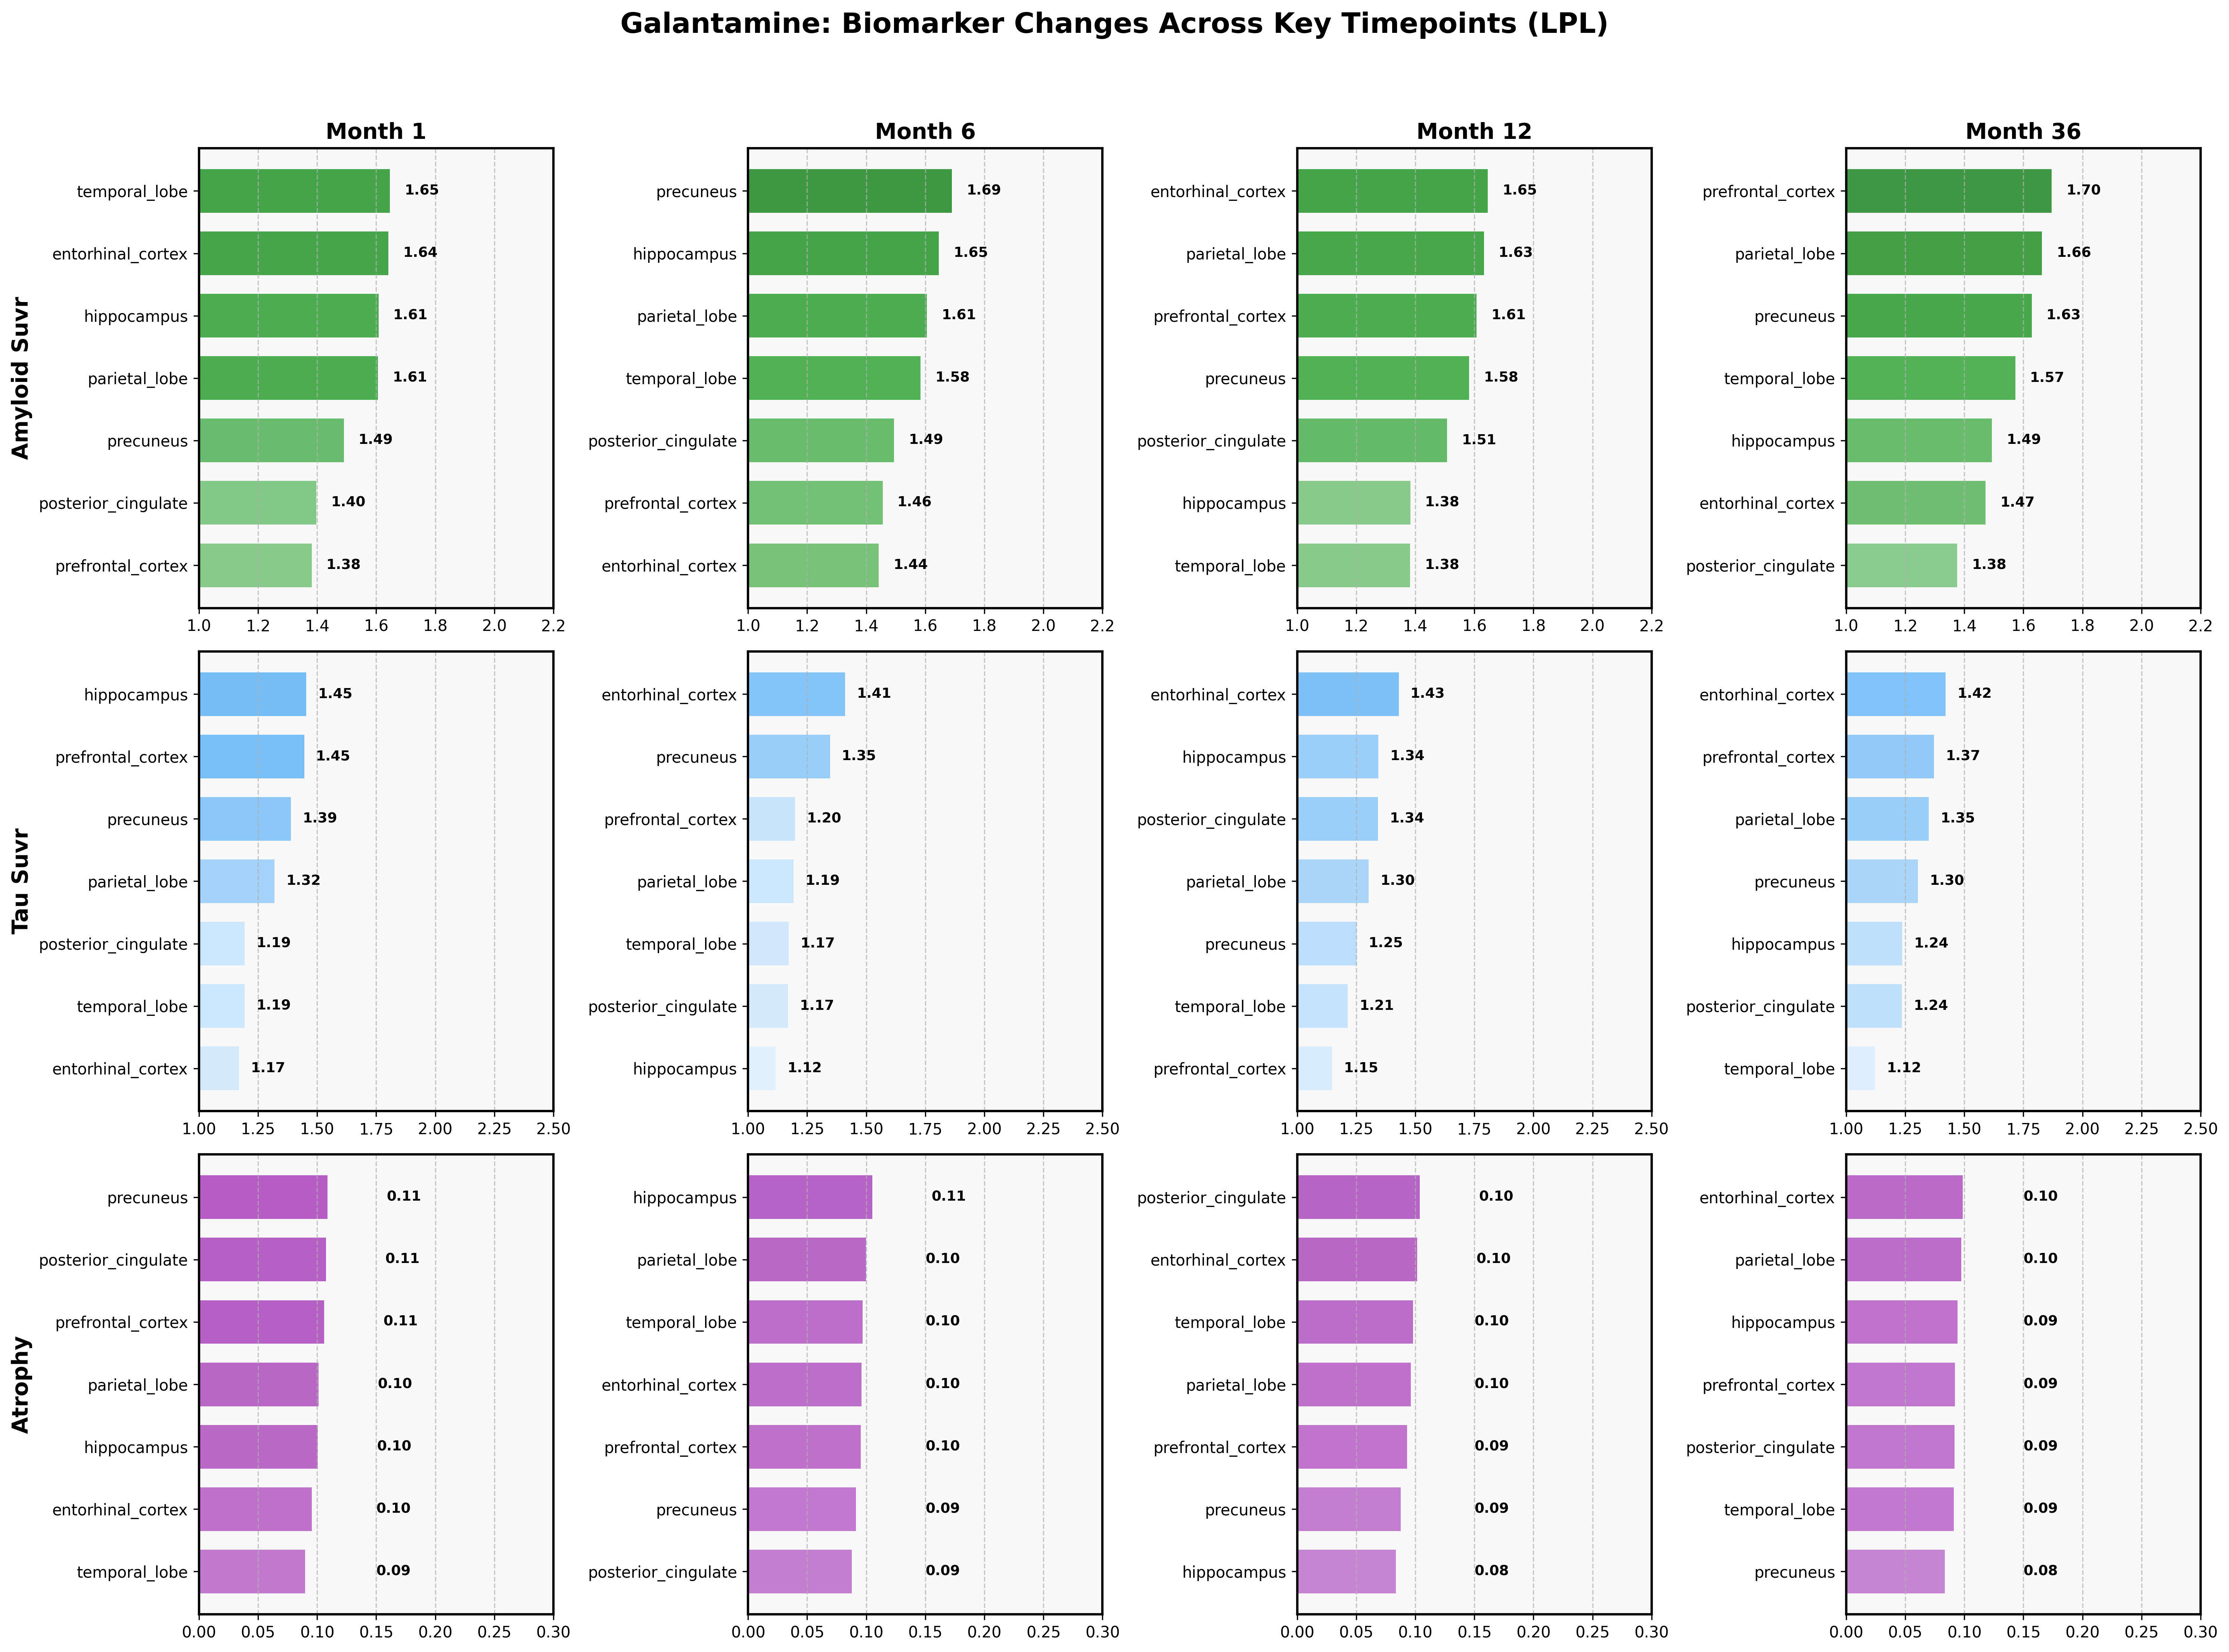 Galantamine: Biomarker Changes Across Key Timepoints (LPL)
Month 1
Month 6
Month 12
Month 36
Amyloid Suvr
temporal_lobe 1.65
entorhinal_cortex 1.64
hippocampus 1.61
parietal_lobe 1.61
precuneus 1.49
posterior_cingulate 1.40
prefrontal_cortex 1.38
1.0 1.2 1.4 1.6 1.8 2.0 2.2
precuneus 1.69
hippocampus 1.65
parietal_lobe 1.61
temporal_lobe 1.58
posterior_cingulate 1.49
prefrontal_cortex 1.46
entorhinal_cortex 1.44
1.0 1.2 1.4 1.6 1.8 2.0 2.2
entorhinal_cortex 1.65
parietal_lobe 1.63
prefrontal_cortex 1.61
precuneus 1.58
posterior_cingulate 1.51
hippocampus 1.38
temporal_lobe 1.38
1.0 1.2 1.4 1.6 1.8 2.0 2.2
prefrontal_cortex 1.70
parietal_lobe 1.66
precuneus 1.63
temporal_lobe 1.57
hippocampus 1.49
entorhinal_cortex 1.47
posterior_cingulate 1.38
1.0 1.2 1.4 1.6 1.8 2.0 2.2
Tau Suvr
hippocampus 1.45
prefrontal_cortex 1.45
precuneus 1.39
parietal_lobe 1.32
posterior_cingulate 1.19
temporal_lobe 1.19
entorhinal_cortex 1.17
1.00 1.25 1.50 1.75 2.00 2.25 2.50
entorhinal_cortex 1.41
precuneus 1.35
prefrontal_cortex 1.20
parietal_lobe 1.19
temporal_lobe 1.17
posterior_cingulate 1.17
hippocampus 1.12
1.00 1.25 1.50 1.75 2.00 2.25 2.50
entorhinal_cortex 1.43
hippocampus 1.34
posterior_cingulate 1.34
parietal_lobe 1.30
precuneus 1.25
temporal_lobe 1.21
prefrontal_cortex 1.15
1.00 1.25 1.50 1.75 2.00 2.25 2.50
entorhinal_cortex 1.42
prefrontal_cortex 1.37
parietal_lobe 1.35
precuneus 1.30
hippocampus 1.24
posterior_cingulate 1.24
temporal_lobe 1.12
1.00 1.25 1.50 1.75 2.00 2.25 2.50
Atrophy
precuneus 0.11
posterior_cingulate 0.11
prefrontal_cortex 0.11
parietal_lobe 0.10
hippocampus 0.10
entorhinal_cortex 0.10
temporal_lobe 0.09
0.00 0.05 0.10 0.15 0.20 0.25 0.30
hippocampus 0.11
parietal_lobe 0.10
temporal_lobe 0.10
entorhinal_cortex 0.10
prefrontal_cortex 0.10
precuneus 0.09
posterior_cingulate 0.09
0.00 0.05 0.10 0.15 0.20 0.25 0.30
posterior_cingulate 0.10
entorhinal_cortex 0.10
temporal_lobe 0.10
parietal_lobe 0.10
prefrontal_cortex 0.09
precuneus 0.09
hippocampus 0.08
0.00 0.05 0.10 0.15 0.20 0.25 0.30
entorhinal_cortex 0.10
parietal_lobe 0.10
hippocampus 0.09
prefrontal_cortex 0.09
posterior_cingulate 0.09
temporal_lobe 0.09
precuneus 0.08
0.00 0.05 0.10 0.15 0.20 0.25 0.30